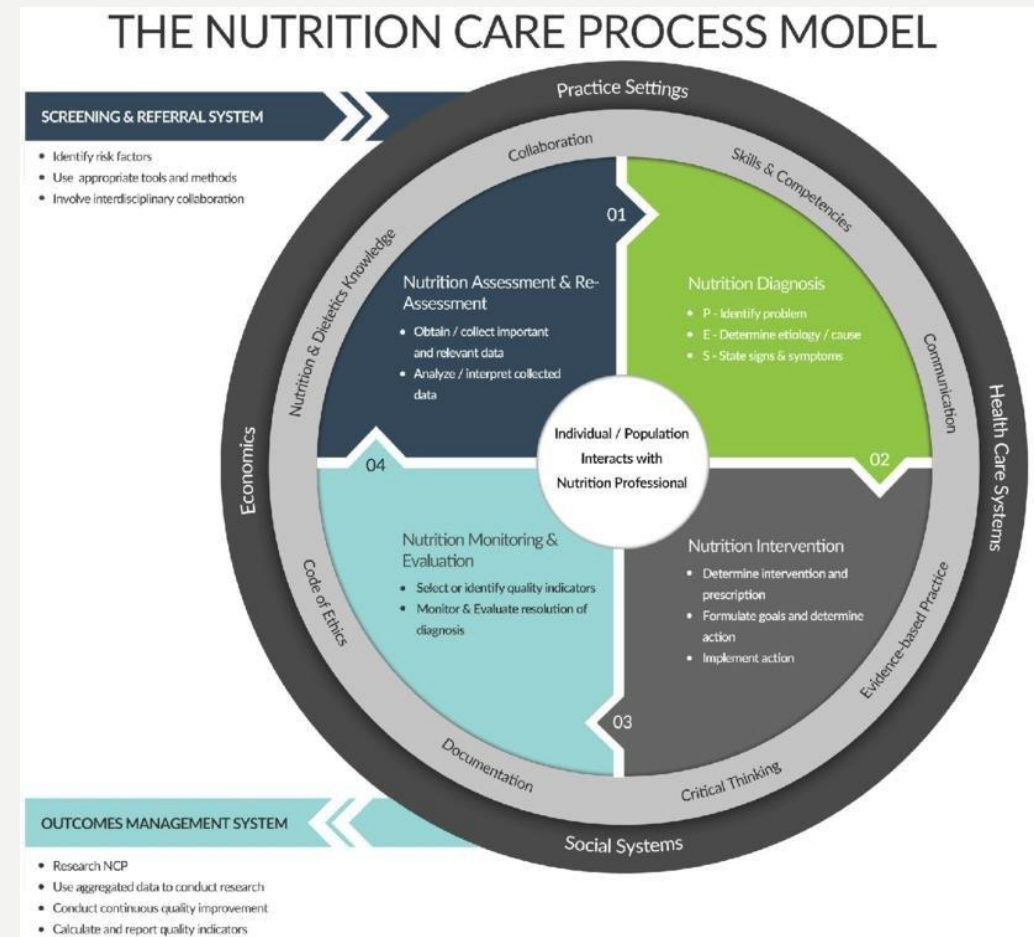 THE NUTRITION CARE PROCESS MODEL
SCREENING & REFERRAL SYSTEM
• Identify risk factors
• Use appropriate tools and methods
• Involve interdisciplinary collaboration
Practice Settings
Health Care Systems
Social Systems
Economics
Collaboration
Skills & Competencies
Communication
Evidence-based Practice
Critical Thinking
Documentation
Code of Ethics
Nutrition & Dietetics Knowledge
01
Nutrition Assessment & Re-
Assessment
• Obtain / collect important
and relevant data
• Analyze / interpret collected
data
Nutrition Diagnosis
• P - Identify problem
• E - Determine etiology / cause
• S - State signs & symptoms
02
Individual / Population
Interacts with
Nutrition Professional
Nutrition Intervention
• Determine intervention and
prescription
• Formulate goals and determine
action
• Implement action
03
04
Nutrition Monitoring &
Evaluation
• Select or identify quality indicators
• Monitor & Evaluate resolution of
diagnosis
OUTCOMES MANAGEMENT SYSTEM
• Research NCP
• Use aggregated data to conduct research
• Conduct continuous quality improvement
• Calculate and report quality indicators